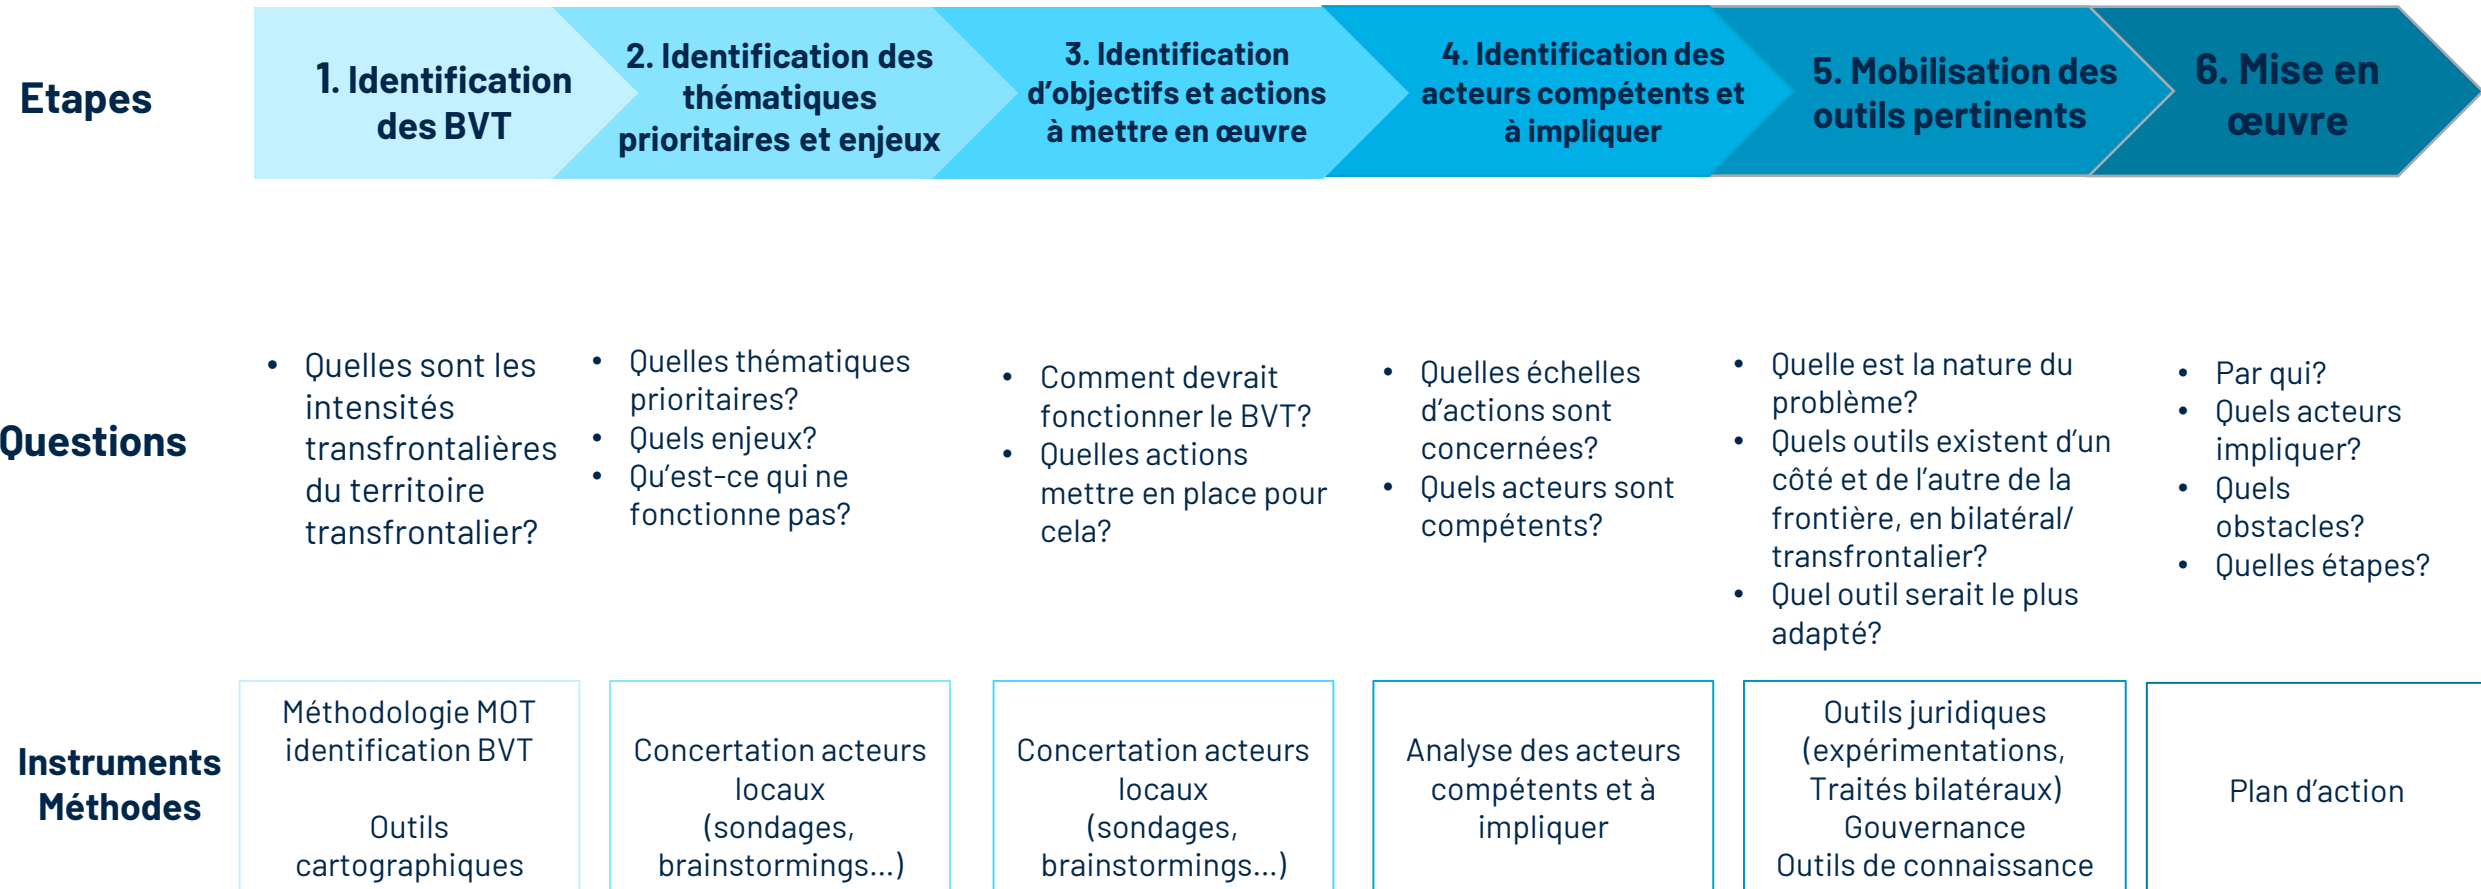 Etapes
1. Identification
des BVT
2. Identification des
thématiques
prioritaires et enjeux
3. Identification
d'objectifs et actions
à mettre en œuvre
4. Identification des
acteurs compétents et
à impliquer
5. Mobilisation des
outils pertinents
6. Mise en
œuvre
Questions
• Quelles sont les
intensités
transfrontalières
du territoire
transfrontalier?
• Quelles thématiques
prioritaires?
• Quels enjeux?
• Qu'est-ce qui ne
fonctionne pas?
• Comment devrait
fonctionner le BVT?
• Quelles actions
mettre en place pour
cela?
• Quelles échelles
d'actions sont
concernées?
• Quels acteurs sont
compétents?
• Quelle est la nature du
problème?
• Quels outils existent d'un
côté et de l'autre de la
frontière, en bilatéral/
transfrontalier?
• Quel outil serait le plus
adapté?
• Par qui?
• Quels acteurs
impliquer?
• Quels
obstacles?
• Quelles étapes?
Instruments
Méthodes
Méthodologie MOT
identification BVT
Outils
cartographiques
Concertation acteurs
locaux
(sondages,
brainstormings...)
Concertation acteurs
locaux
(sondages,
brainstormings...)
Analyse des acteurs
compétents et à
impliquer
Outils juridiques
(expérimentations,
Traités bilatéraux)
Gouvernance
Outils de connaissance
Plan d'action